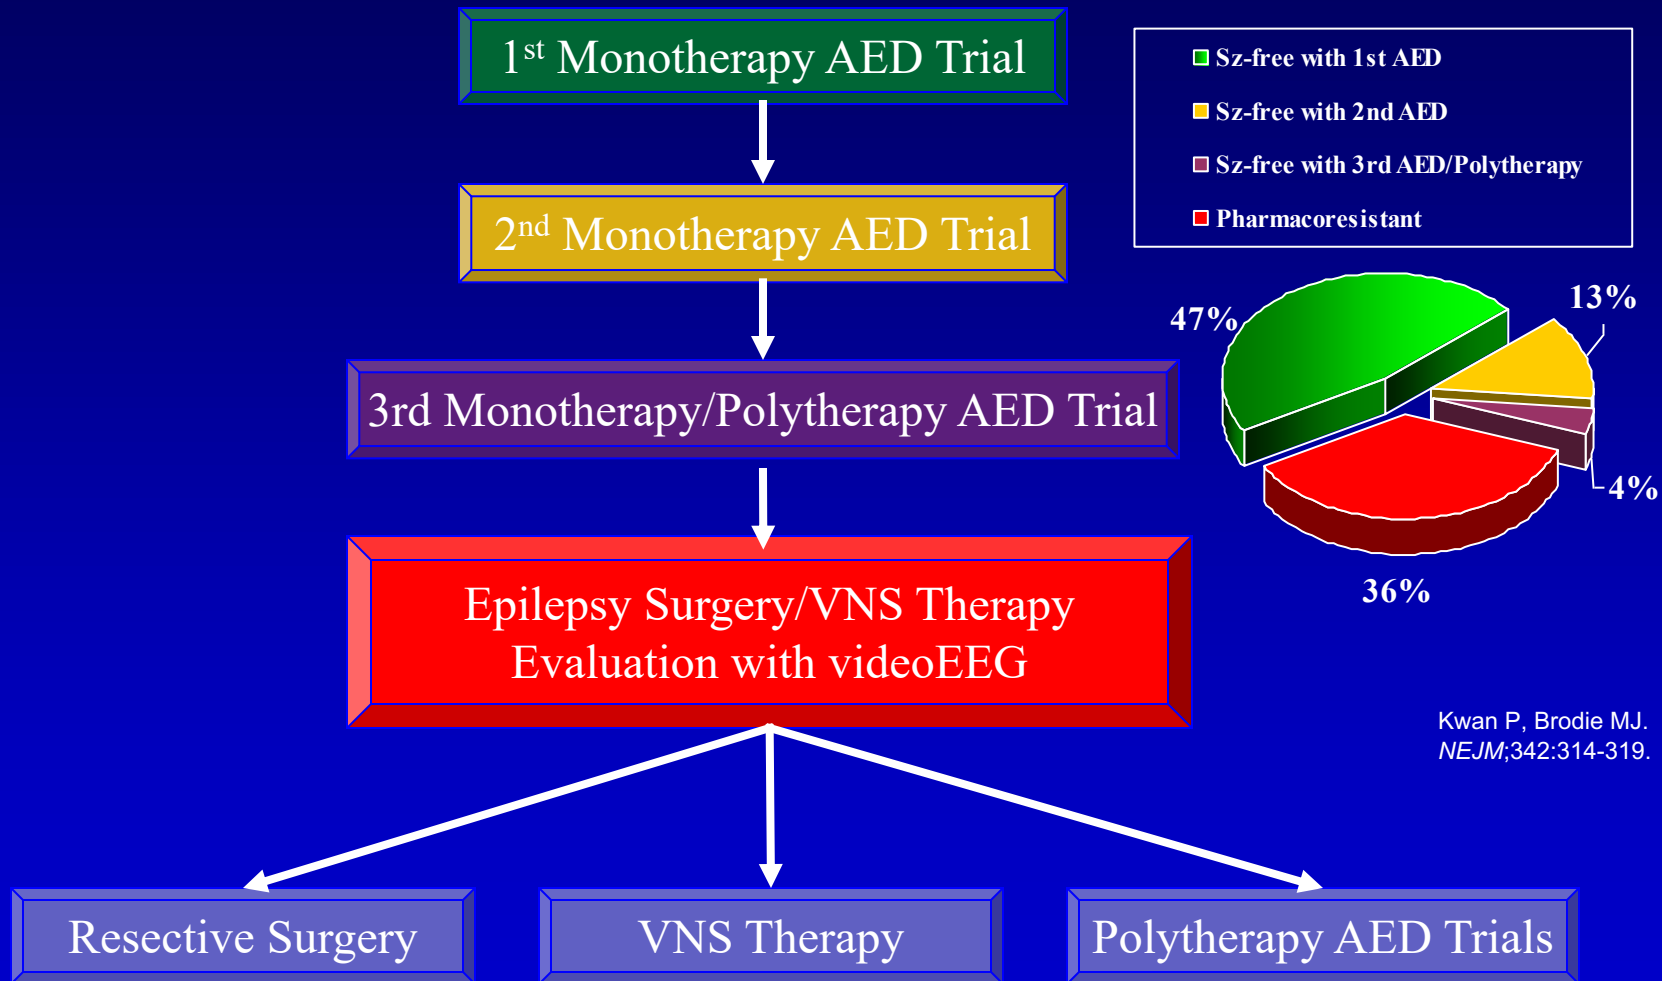 1st Monotherapy AED Trial
2nd Monotherapy AED Trial
3rd Monotherapy/Polytherapy AED Trial
Epilepsy Surgery/VNS Therapy
Evaluation with videoEEG
Resective Surgery
VNS Therapy
Polytherapy AED Trials
Sz-free with 1st AED
Sz-free with 2nd AED
Sz-free with 3rd AED/Polytherapy
Pharmacoresistant
47%
13%
4%
36%
Kwan P, Brodie MJ.
NEJM;342:314-319.